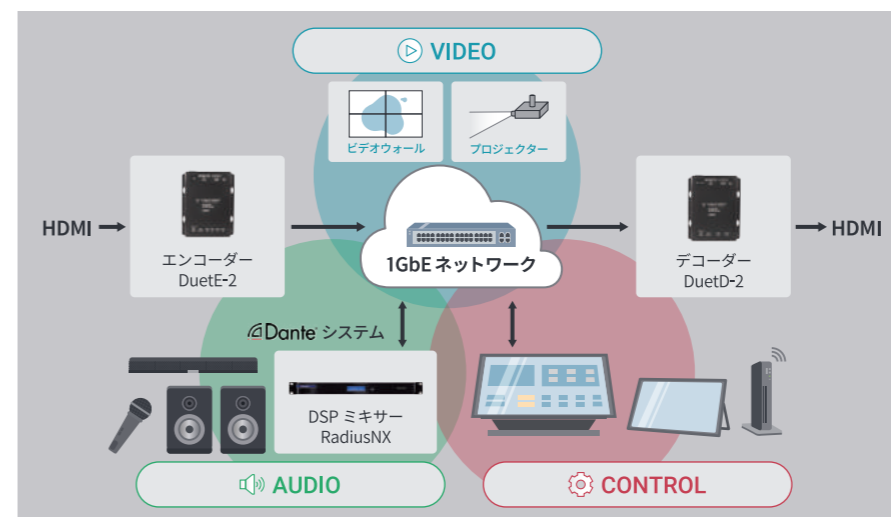 VIDEO
ビデオウォール
プロジェクター
HDMI
エンコーダー
DuetE-2
1GbE ネットワーク
デコーダー
DuetD-2
HDMI
Dante システム
DSP ミキサー
RadiusNX
AUDIO
CONTROL